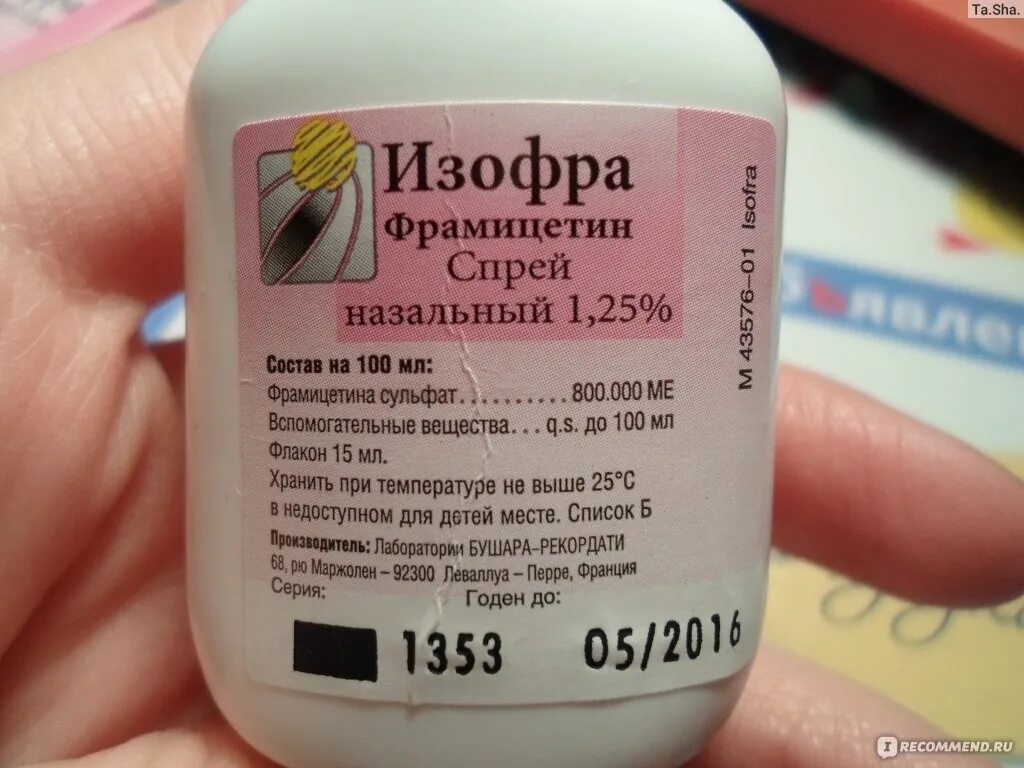 Ta.Sha.
Изофра
Фрамицетин
Спрей
назальный 1,25%
Состав на 100 мл:
Фрамицетина сульфат.......... 800.000 МЕ
Вспомогательные вещества... q.s. до 100 мл
Флакон 15 мл.
Хранить при температуре не выше 25°С
в недоступном для детей месте. Список Б
Производитель: Лаборатории БУШАРА-РЕКОРДАТИ
68, рю Маржолен – 92300 Леваллуа – Перре, Франция
Серия:
Годен до:
1353
05/2016
M 43576-01 Isofra
IRECOMMEND.RU